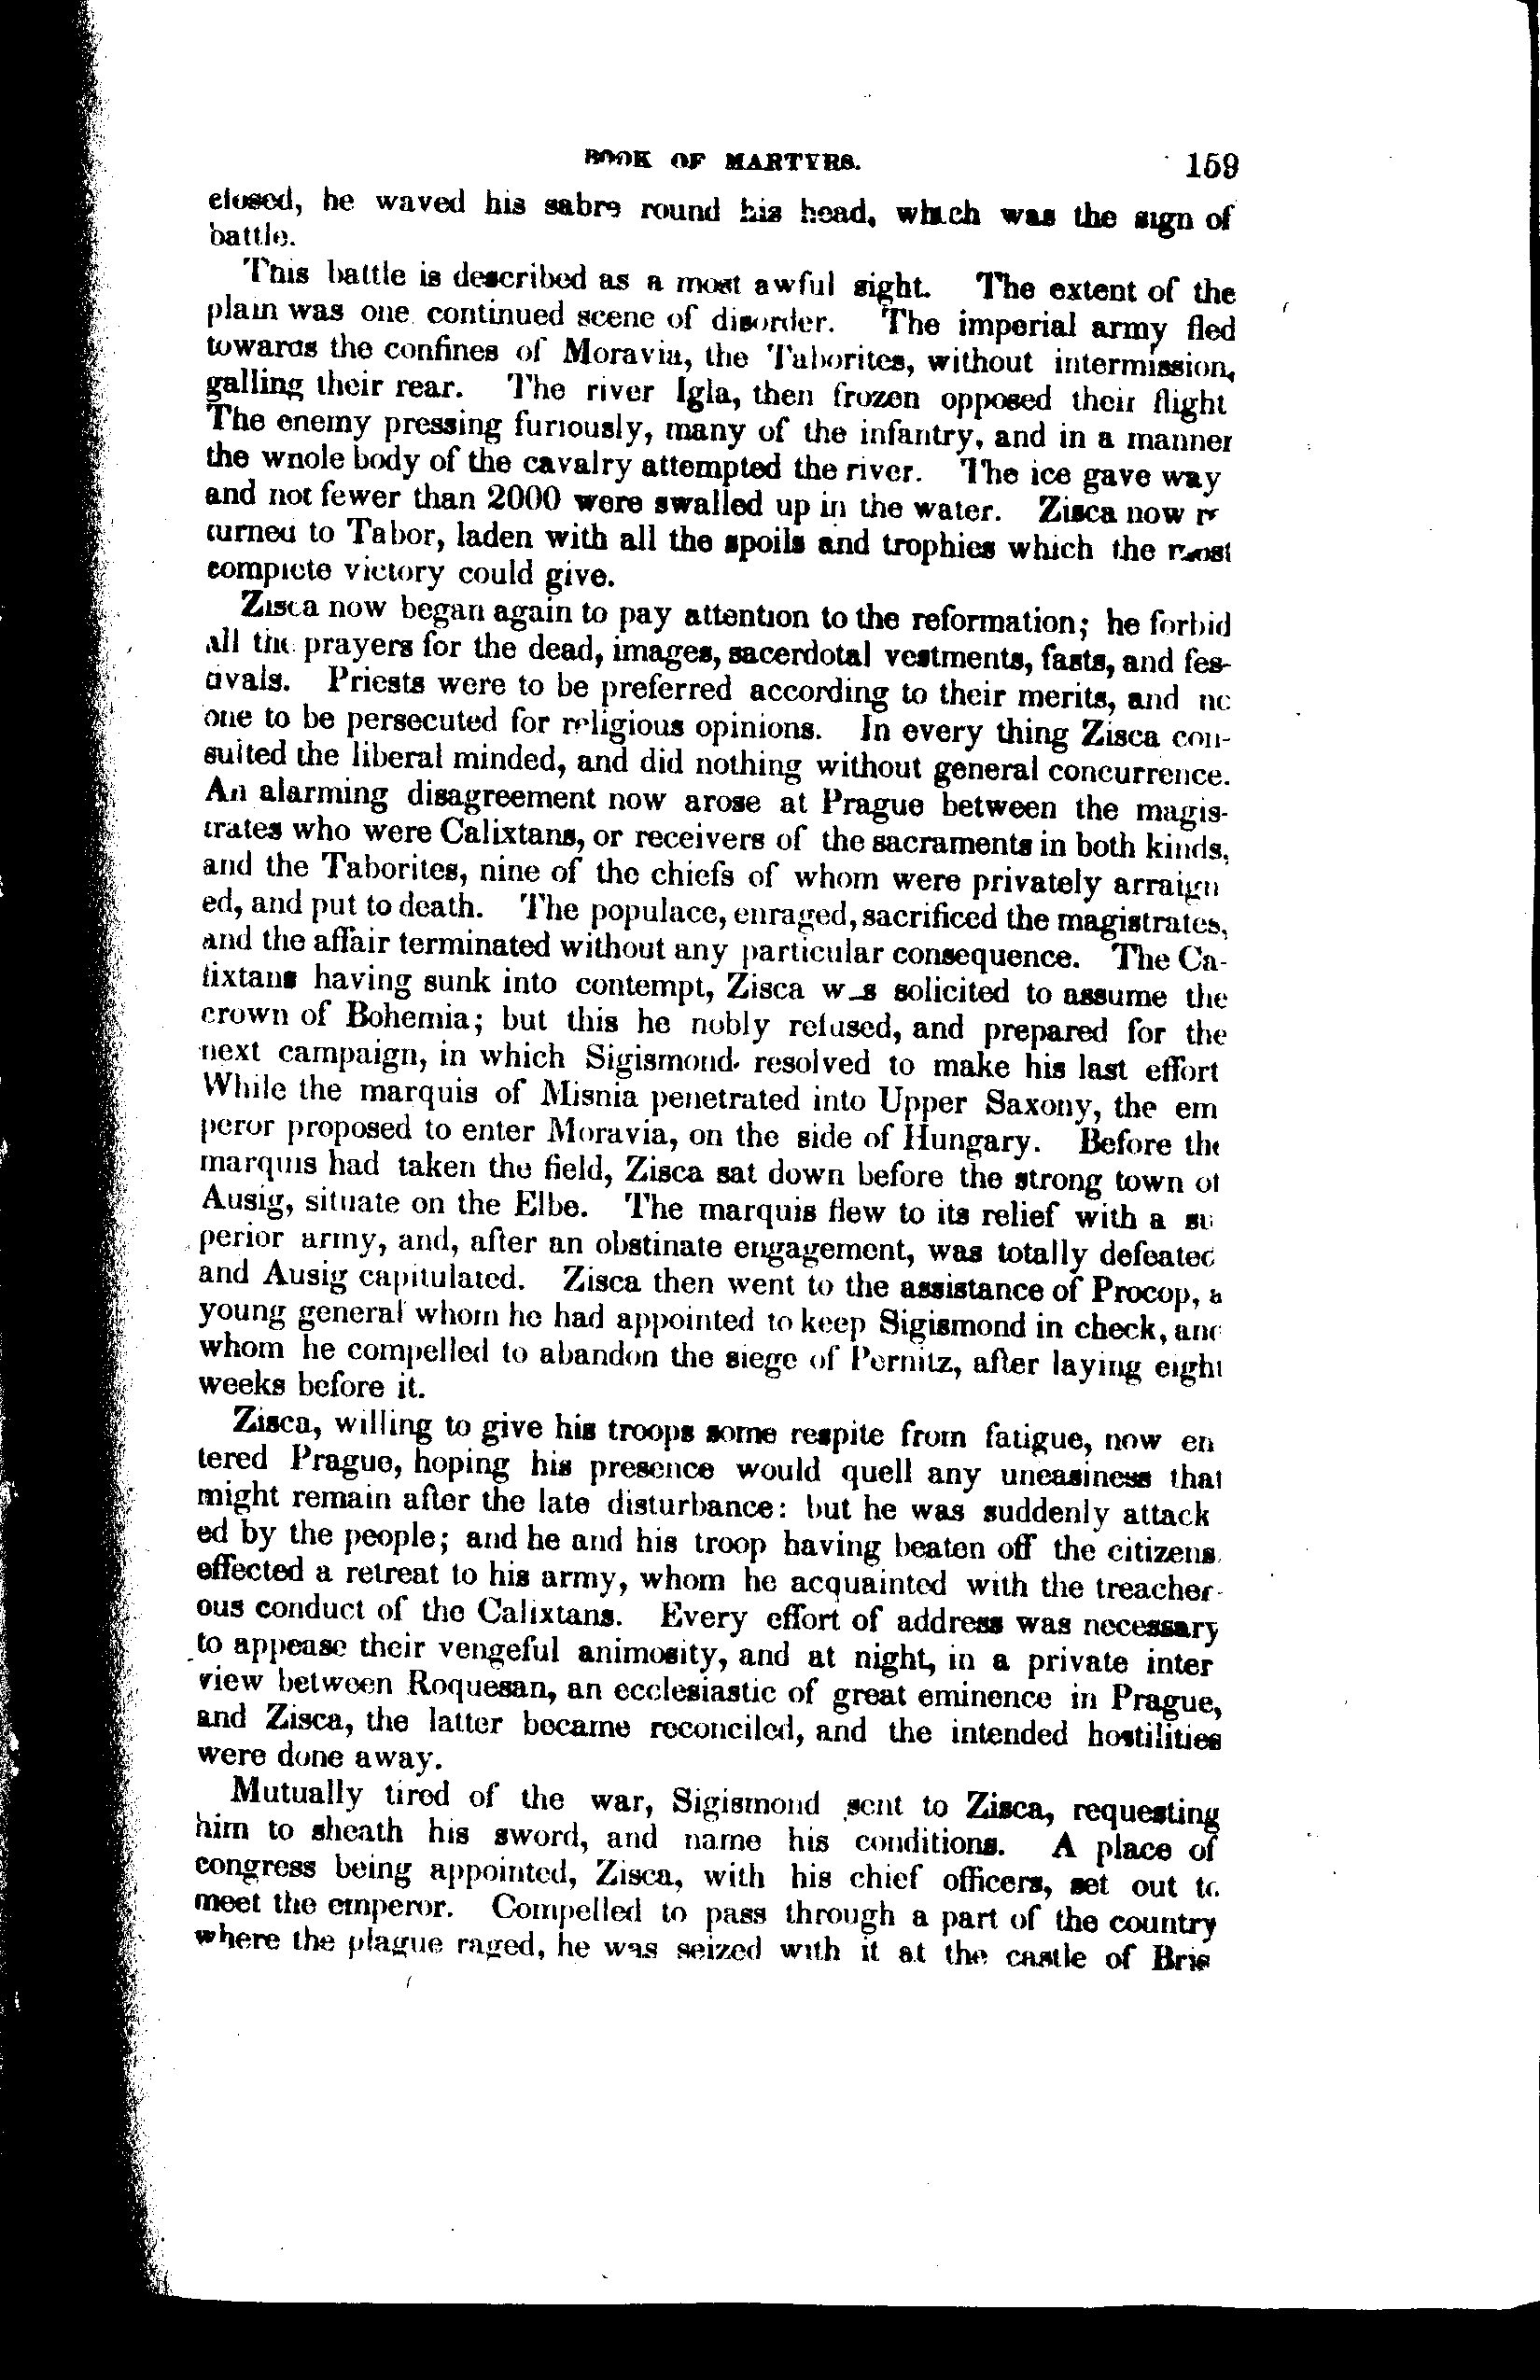 BOOK OF MARTYRS. 159
closed, he waved his sabre round his head, which was the sign of
battle.
This battle is described as a most awful sight. The extent of the
plain was one continued scene of disorder. The imperial army fled
towards the confines of Moravia, the Taborites, without intermission,
galling their rear. The river Igla, then frozen opposed their flight
The enemy pressing furiously, many of the infantry, and in a manner
the whole body of the cavalry attempted the river. The ice gave way
and not fewer than 2000 were swalled up in the water. Zisca now re
turned to Tabor, laden with all the spoils and trophies which the most
complete victory could give.
Zisca now began again to pay attention to the reformation; he forbid
all the prayers for the dead, images, sacerdotal vestments, fasts, and fes-
tivals. Priests were to be preferred according to their merits, and no
one to be persecuted for religious opinions. In every thing Zisca con-
sulted the liberal minded, and did nothing without general concurrence.
An alarming disagreement now arose at Prague between the magis-
trates who were Calixtans, or receivers of the sacraments in both kinds,
and the Taborites, nine of the chiefs of whom were privately arraign
ed, and put to death. The populace, enraged, sacrificed the magistrates,
and the affair terminated without any particular consequence. The Ca-
lixtans having sunk into contempt, Zisca was solicited to assume the
crown of Bohemia; but this he nobly refused, and prepared for the
next campaign, in which Sigismond resolved to make his last effort
While the marquis of Misnia penetrated into Upper Saxony, the em
peror proposed to enter Moravia, on the side of Hungary. Before the
marquis had taken the field, Zisca sat down before the strong town of
Ausig, situate on the Elbe. The marquis flew to its relief with a su
perior army, and, after an obstinate engagement, was totally defeated
and Ausig capitulated. Zisca then went to the assistance of Procop, a
young general whom he had appointed to keep Sigismond in check, and
whom he compelled to abandon the siege of Pernitz, after laying eight
weeks before it.
Zisca, willing to give his troops some respite from fatigue, now en
tered Prague, hoping his presence would quell any uneasiness that
might remain after the late disturbance: but he was suddenly attack
ed by the people; and he and his troop having beaten off the citizens
effected a retreat to his army, whom he acquainted with the treacher-
ous conduct of the Calixtans. Every effort of address was necessary
to appease their vengeful animosity, and at night, in a private inter
view between Roquesan, an ecclesiastic of great eminence in Prague,
and Zisca, the latter became reconciled, and the intended hostilities
were done away.
Mutually tired of the war, Sigismond sent to Zisca, requesting
him to sheath his sword, and name his conditions. A place of
congress being appointed, Zisca, with his chief officers, set out to
meet the emperor. Compelled to pass through a part of the country
where the plague raged, he was seized with it at the castle of Bris